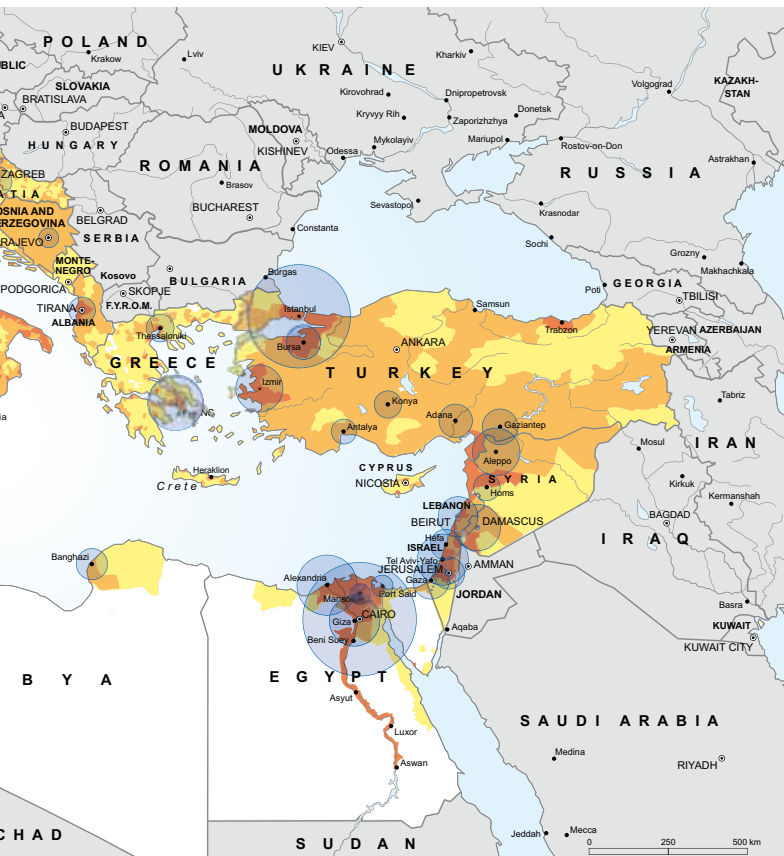 POLAND
Krakow
Lviv
KIEV
Kharkiv
UKRAINE
BLIC
SLOVAKIA
BRATISLAVA
Kirovohrad
Dnipropetrovsk
Volgograd
KAZAKH-
STAN
Kryvyy Rih
Zaporizhzhya
Donetsk
BUDAPEST
HUNGARY
MOLDOVA
KISHINEV
Mykolayiv
Mariupol
Odessa
Rostov-on-Don
Astrakhan
ROMANIA
RUSSIA
ZAGREB
ATIA
Brasov
BUCHAREST
Sevastopol
Krasnodar
OSNIA AND
ERZEGOVINA
BELGRAD
RAJEVO
SERBIA
Constanta
Sochi
Grozny
Makhachkala
MONTE-
NEGRO
Kosovo
BULGARIA
Burgas
PODGORICA
SKOPJE
F.Y.R.O.M.
Poti
GEORGIA
TBILISI
TIRANA
ALBANIA
Istanbul
Samsun
Trabzon
YEREVAN
AZERBAIJAN
ARMENIA
Thessaloniki
Bursa
ANKARA
GREECE
TURKEY
Izmir
Konya
Adana
Gaziantep
Tabriz
Antalya
Mosul
IRAN
Aleppo
CYPRUS
NICOSIA
Heraklion
Crete
SYRIA
Homs
Kirkuk
Kermanshah
LEBANON
BEIRUT
DAMASCUS
BAGDAD
IRAQ
Hefa
ISRAEL
Banghazi
Tel Aviv-Yafo
JERUSALEM
AMMAN
Alexandria
Gaza
Port Said
JORDAN
Basra
Giza
CAIRO
KUWAIT
KUWAIT CITY
Beni Suey
Aqaba
BYA
EGYPT
Asyut
Luxor
SAUDI ARABIA
Medina
RIYADH
Aswan
CHAD
SUDAN
Jeddah
Mecca
0 250 500 km